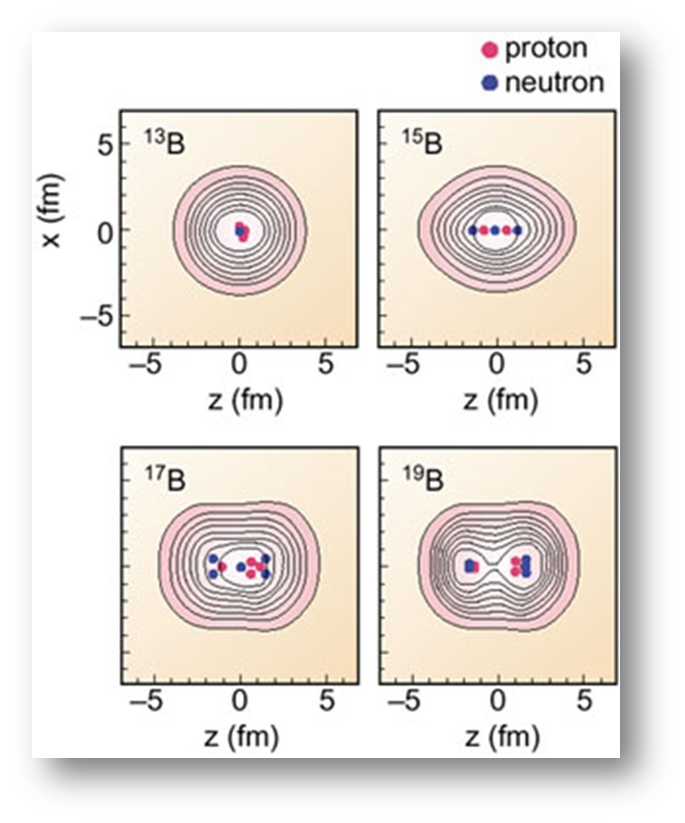 proton
neutron
¹³B
¹⁵B
x (fm)
5
0
–5
–5 0 5
–5 0 5
z (fm)
z (fm)
¹⁷B
¹⁹B
–5 0 5
–5 0 5
z (fm)
z (fm)